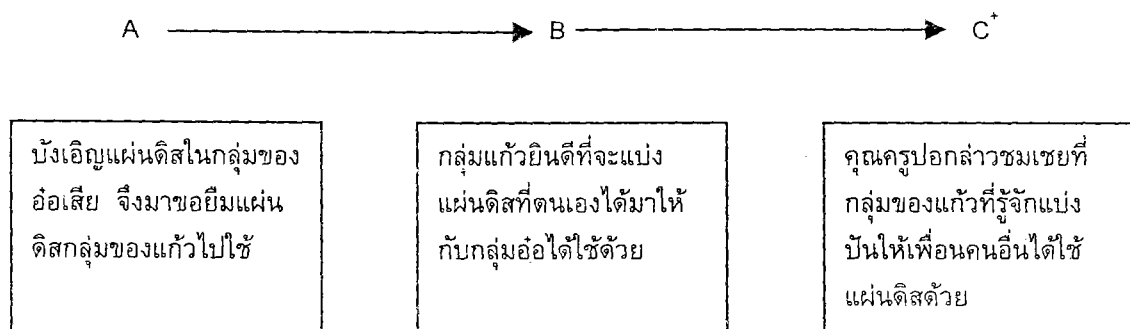 A B C⁺
บังเอิญแผ่นดิสในกลุ่มของ
อ๋อเสีย จึงมาขอยืมแผ่น
ดิสกลุ่มของแก้วไปใช้
กลุ่มแก้วยินดีที่จะแบ่ง
แผ่นดิสที่ตนเองได้มาให้
กับกลุ่มอ๋อได้ใช้ด้วย
คุณครูปอกล่าวชมเชยที่
กลุ่มของแก้วที่รู้จักแบ่ง
ปันให้เพื่อนคนอื่นได้ใช้
แผ่นดิสด้วย